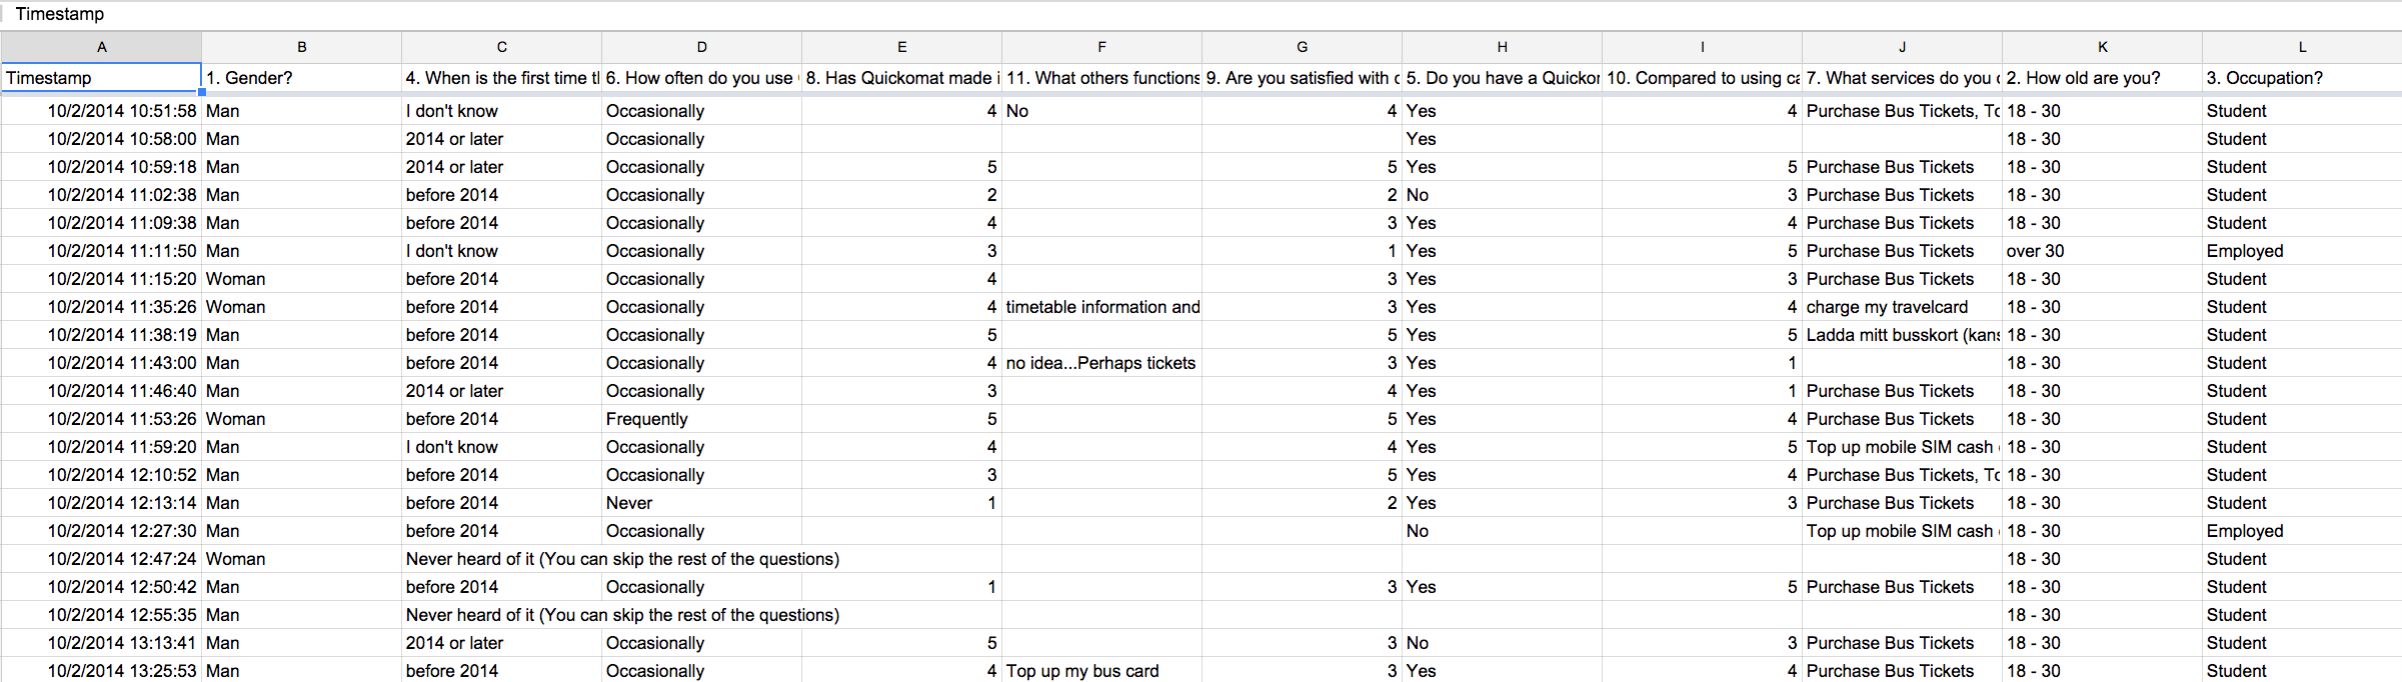 Timestamp
A B C D E F G H I J K L
Timestamp 1. Gender? 4. When is the first time tl 6. How often do you use 8. Has Quickomat made i 11. What others functions 9. Are you satisfied with c 5. Do you have a Quickor 10. Compared to using ca 7. What services do you c 2. How old are you? 3. Occupation?
10/2/2014 10:51:58 Man I don't know Occasionally 4 No 4 Yes 4 Purchase Bus Tickets, Tc 18 - 30 Student
10/2/2014 10:58:00 Man 2014 or later Occasionally Yes 18 - 30 Student
10/2/2014 10:59:18 Man 2014 or later Occasionally 5 5 Yes 5 Purchase Bus Tickets 18 - 30 Student
10/2/2014 11:02:38 Man before 2014 Occasionally 2 2 No 3 Purchase Bus Tickets 18 - 30 Student
10/2/2014 11:09:38 Man before 2014 Occasionally 4 3 Yes 4 Purchase Bus Tickets 18 - 30 Student
10/2/2014 11:11:50 Man I don't know Occasionally 3 1 Yes 5 Purchase Bus Tickets over 30 Employed
10/2/2014 11:15:20 Woman before 2014 Occasionally 4 3 Yes 3 Purchase Bus Tickets 18 - 30 Student
10/2/2014 11:35:26 Woman before 2014 Occasionally 4 timetable information and 3 Yes 4 charge my travelcard 18 - 30 Student
10/2/2014 11:38:19 Man before 2014 Occasionally 5 5 Yes 5 Ladda mitt busskort (kans 18 - 30 Student
10/2/2014 11:43:00 Man before 2014 Occasionally 4 no idea...Perhaps tickets 3 Yes 1 18 - 30 Student
10/2/2014 11:46:40 Man 2014 or later Occasionally 3 4 Yes 1 Purchase Bus Tickets 18 - 30 Student
10/2/2014 11:53:26 Woman before 2014 Frequently 5 5 Yes 4 Purchase Bus Tickets 18 - 30 Student
10/2/2014 11:59:20 Man I don't know Occasionally 4 4 Yes 5 Top up mobile SIM cash 18 - 30 Student
10/2/2014 12:10:52 Man before 2014 Occasionally 3 5 Yes 4 Purchase Bus Tickets, Tc 18 - 30 Student
10/2/2014 12:13:14 Man before 2014 Never 1 2 Yes 3 Purchase Bus Tickets 18 - 30 Student
10/2/2014 12:27:30 Man before 2014 Occasionally No Top up mobile SIM cash 18 - 30 Employed
10/2/2014 12:47:24 Woman Never heard of it (You can skip the rest of the questions) 18 - 30 Student
10/2/2014 12:50:42 Man before 2014 Occasionally 1 3 Yes 5 Purchase Bus Tickets 18 - 30 Student
10/2/2014 12:55:35 Man Never heard of it (You can skip the rest of the questions) 18 - 30 Student
10/2/2014 13:13:41 Man 2014 or later Occasionally 5 3 No 3 Purchase Bus Tickets 18 - 30 Student
10/2/2014 13:25:53 Man before 2014 Occasionally 4 Top up my bus card 3 Yes 4 Purchase Bus Tickets 18 - 30 Student